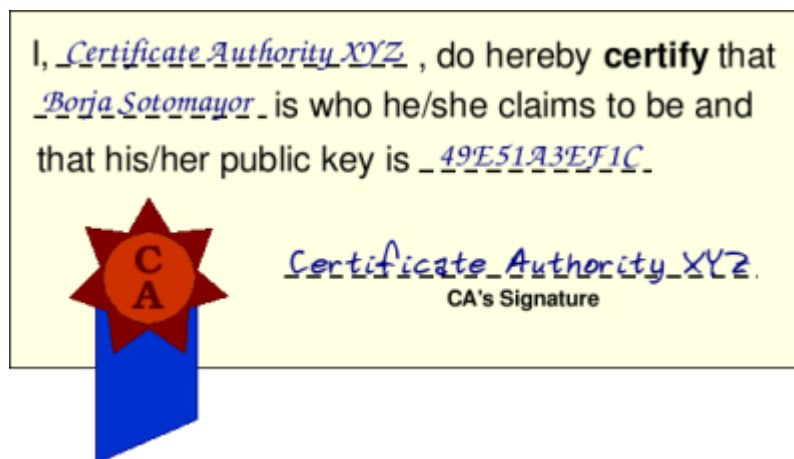 I, Certificate Authority XYZ , do hereby certify that
Borja Sotomayor is who he/she claims to be and
that his/her public key is 49E51A3EF1C
C
A
Certificate Authority XYZ
CA's Signature